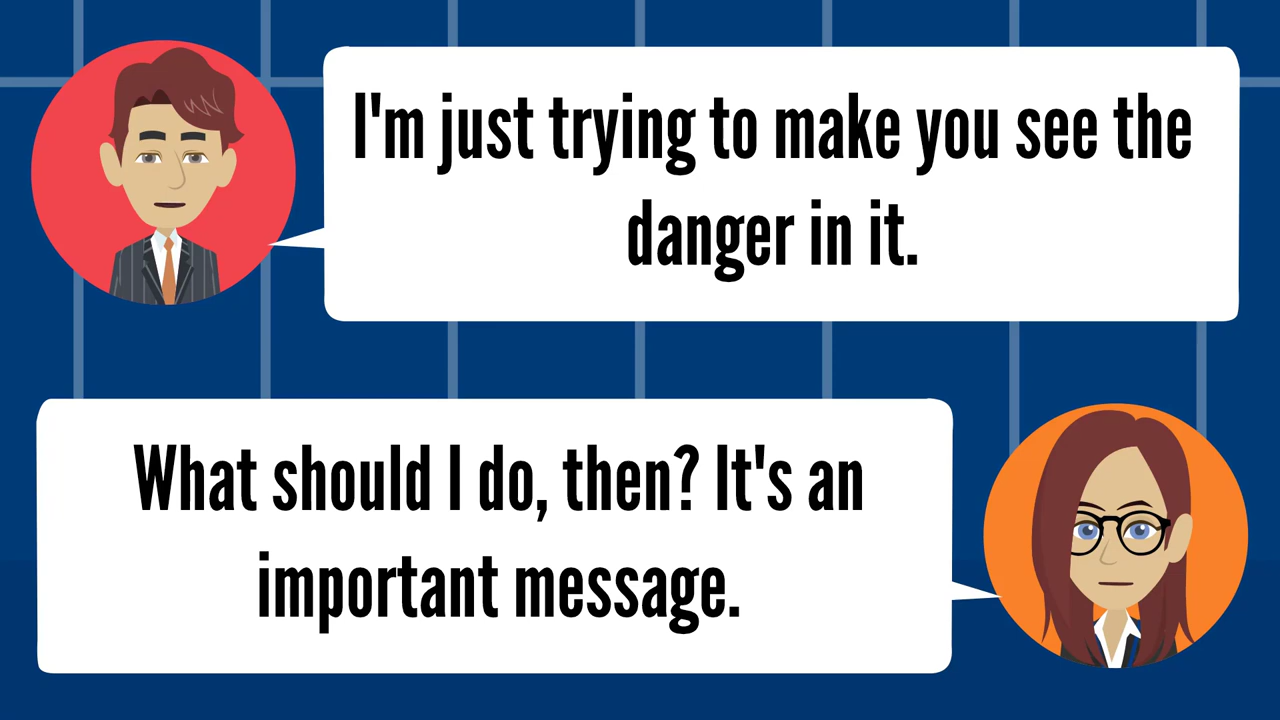 I'm just trying to make you see the
danger in it.
What should I do, then? It's an
important message.